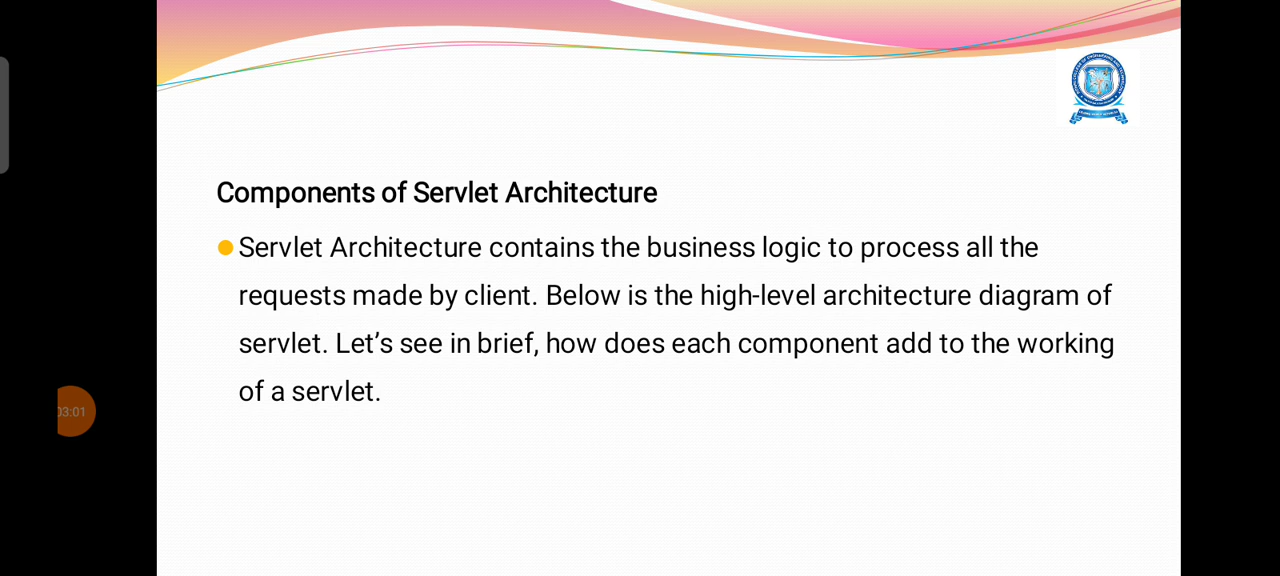 Components of Servlet Architecture
Servlet Architecture contains the business logic to process all the
requests made by client. Below is the high-level architecture diagram of
servlet. Let’s see in brief, how does each component add to the working
of a servlet.
03:01